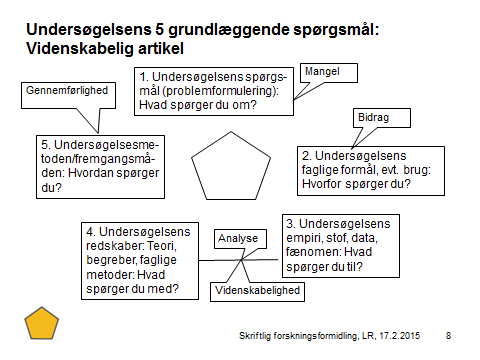 Undersøgelsens 5 grundlæggende spørgsmål:
Videnskabelig artikel
Gennemførlighed
1. Undersøgelsens spørgs-
mål (problemformulering):
Hvad spørger du om?
Mangel
Bidrag
5. Undersøgelsesme-
toden/fremgangsmå-
den: Hvordan spørger
du?
2. Undersøgelsens
faglige formål, evt. brug:
Hvorfor spørger du?
4. Undersøgelsens
redskaber: Teori,
begreber, faglige
metoder: Hvad
spørger du med?
Analyse
Videnskabelighed
3. Undersøgelsens
empiri, stof, data,
fænomen: Hvad
spørger du til?
Skriftlig forskningsformidling, LR, 17.2.2015
8